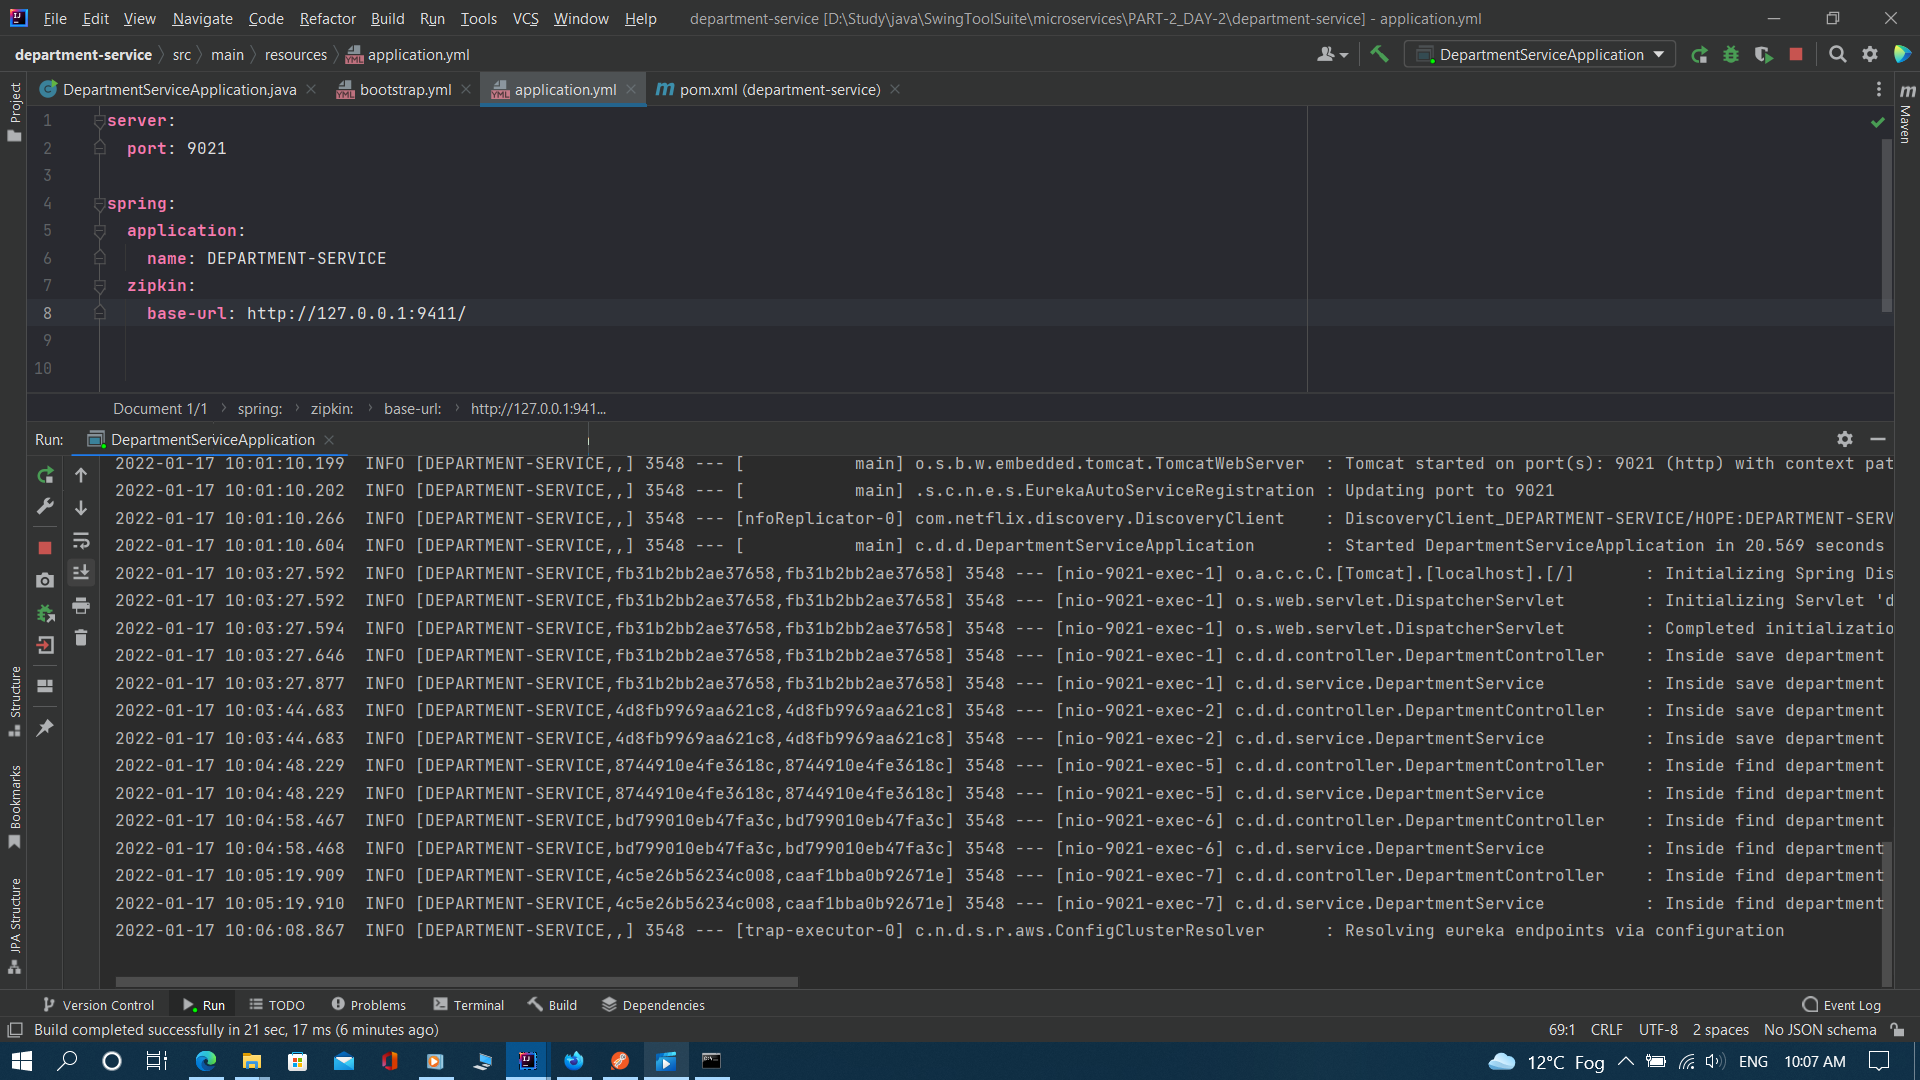 File Edit View Navigate Code Refactor Build Run Tools VCS Window Help department-service [D:\Study\java\SwingToolSuite\microservices\PART-2_DAY-2\department-service] - application.yml
department-service src main resources application.yml DepartmentServiceApplication
DepartmentServiceApplication.java bootstrap.yml application.yml pom.xml (department-service)
Project
Maven
1 server:
2 port: 9021
3
4 spring:
5 application:
6 name: DEPARTMENT-SERVICE
7 zipkin:
8 base-url: http://127.0.0.1:9411/
9
10
Document 1/1 spring: zipkin: base-url: http://127.0.0.1:941...
Run: DepartmentServiceApplication
2022-01-17 10:01:10.199 INFO [DEPARTMENT-SERVICE,,] 3548 --- [ main] o.s.b.w.embedded.tomcat.TomcatWebServer : Tomcat started on port(s): 9021 (http) with context pat
2022-01-17 10:01:10.202 INFO [DEPARTMENT-SERVICE,,] 3548 --- [ main] .s.c.n.e.s.EurekaAutoServiceRegistration : Updating port to 9021
2022-01-17 10:01:10.266 INFO [DEPARTMENT-SERVICE,,] 3548 --- [nfoReplicator-0] com.netflix.discovery.DiscoveryClient : DiscoveryClient_DEPARTMENT-SERVICE/HOPE:DEPARTMENT-SERV
2022-01-17 10:01:10.604 INFO [DEPARTMENT-SERVICE,,] 3548 --- [ main] c.d.d.DepartmentServiceApplication : Started DepartmentServiceApplication in 20.569 seconds
2022-01-17 10:03:27.592 INFO [DEPARTMENT-SERVICE,fb31b2bb2ae37658,fb31b2bb2ae37658] 3548 --- [nio-9021-exec-1] o.a.c.c.C.[Tomcat].[localhost].[/] : Initializing Spring Dis
2022-01-17 10:03:27.592 INFO [DEPARTMENT-SERVICE,fb31b2bb2ae37658,fb31b2bb2ae37658] 3548 --- [nio-9021-exec-1] o.s.web.servlet.DispatcherServlet : Initializing Servlet 'd
2022-01-17 10:03:27.594 INFO [DEPARTMENT-SERVICE,fb31b2bb2ae37658,fb31b2bb2ae37658] 3548 --- [nio-9021-exec-1] o.s.web.servlet.DispatcherServlet : Completed initializatio
2022-01-17 10:03:27.646 INFO [DEPARTMENT-SERVICE,fb31b2bb2ae37658,fb31b2bb2ae37658] 3548 --- [nio-9021-exec-1] c.d.d.controller.DepartmentController : Inside save department
2022-01-17 10:03:27.877 INFO [DEPARTMENT-SERVICE,fb31b2bb2ae37658,fb31b2bb2ae37658] 3548 --- [nio-9021-exec-1] c.d.d.service.DepartmentService : Inside save department
2022-01-17 10:03:44.683 INFO [DEPARTMENT-SERVICE,4d8fb9969aa621c8,4d8fb9969aa621c8] 3548 --- [nio-9021-exec-2] c.d.d.controller.DepartmentController : Inside save department
2022-01-17 10:03:44.683 INFO [DEPARTMENT-SERVICE,4d8fb9969aa621c8,4d8fb9969aa621c8] 3548 --- [nio-9021-exec-2] c.d.d.service.DepartmentService : Inside save department
2022-01-17 10:04:48.229 INFO [DEPARTMENT-SERVICE,8744910e4fe3618c,8744910e4fe3618c] 3548 --- [nio-9021-exec-5] c.d.d.controller.DepartmentController : Inside find department
2022-01-17 10:04:48.229 INFO [DEPARTMENT-SERVICE,8744910e4fe3618c,8744910e4fe3618c] 3548 --- [nio-9021-exec-5] c.d.d.service.DepartmentService : Inside find department
2022-01-17 10:04:58.467 INFO [DEPARTMENT-SERVICE,bd799010eb47fa3c,bd799010eb47fa3c] 3548 --- [nio-9021-exec-6] c.d.d.controller.DepartmentController : Inside find department
2022-01-17 10:04:58.468 INFO [DEPARTMENT-SERVICE,bd799010eb47fa3c,bd799010eb47fa3c] 3548 --- [nio-9021-exec-6] c.d.d.service.DepartmentService : Inside find department
2022-01-17 10:05:19.909 INFO [DEPARTMENT-SERVICE,4c5e26b56234c008,caaf1bba0b92671e] 3548 --- [nio-9021-exec-7] c.d.d.controller.DepartmentController : Inside find department
2022-01-17 10:05:19.910 INFO [DEPARTMENT-SERVICE,4c5e26b56234c008,caaf1bba0b92671e] 3548 --- [nio-9021-exec-7] c.d.d.service.DepartmentService : Inside find department
2022-01-17 10:06:08.867 INFO [DEPARTMENT-SERVICE,,] 3548 --- [trap-executor-0] c.n.d.s.r.aws.ConfigClusterResolver : Resolving eureka endpoints via configuration
Structure
Bookmarks
JPA Structure
Version Control Run TODO Problems Terminal Build Dependencies Event Log
Build completed successfully in 21 sec, 17 ms (6 minutes ago) 69:1 CRLF UTF-8 2 spaces No JSON schema
12°C Fog ENG 10:07 AM